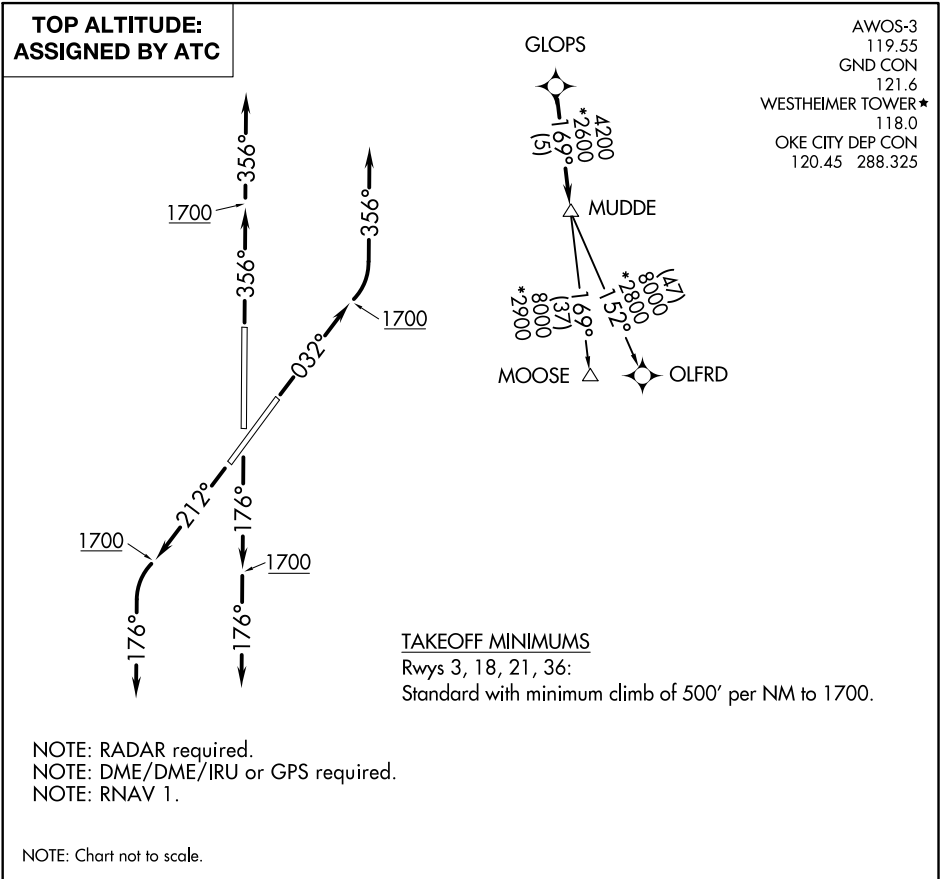 TOP ALTITUDE:
ASSIGNED BY ATC
AWOS-3
119.55
GND CON
121.6
WESTHEIMER TOWER★
118.0
OKE CITY DEP CON
120.45 288.325
GLOPS
4200
*2600
169°
(5)
MUDDE
(47)
8000
*2800
152°
169°
(37)
8000
*2900
MOOSE
OLFRD
356°
1700
356°
356°
1700
032°
212°
176°
1700
1700
176°
176°
TAKEOFF MINIMUMS
Rwys 3, 18, 21, 36:
Standard with minimum climb of 500' per NM to 1700.
NOTE: RADAR required.
NOTE: DME/DME/IRU or GPS required.
NOTE: RNAV 1.
NOTE: Chart not to scale.